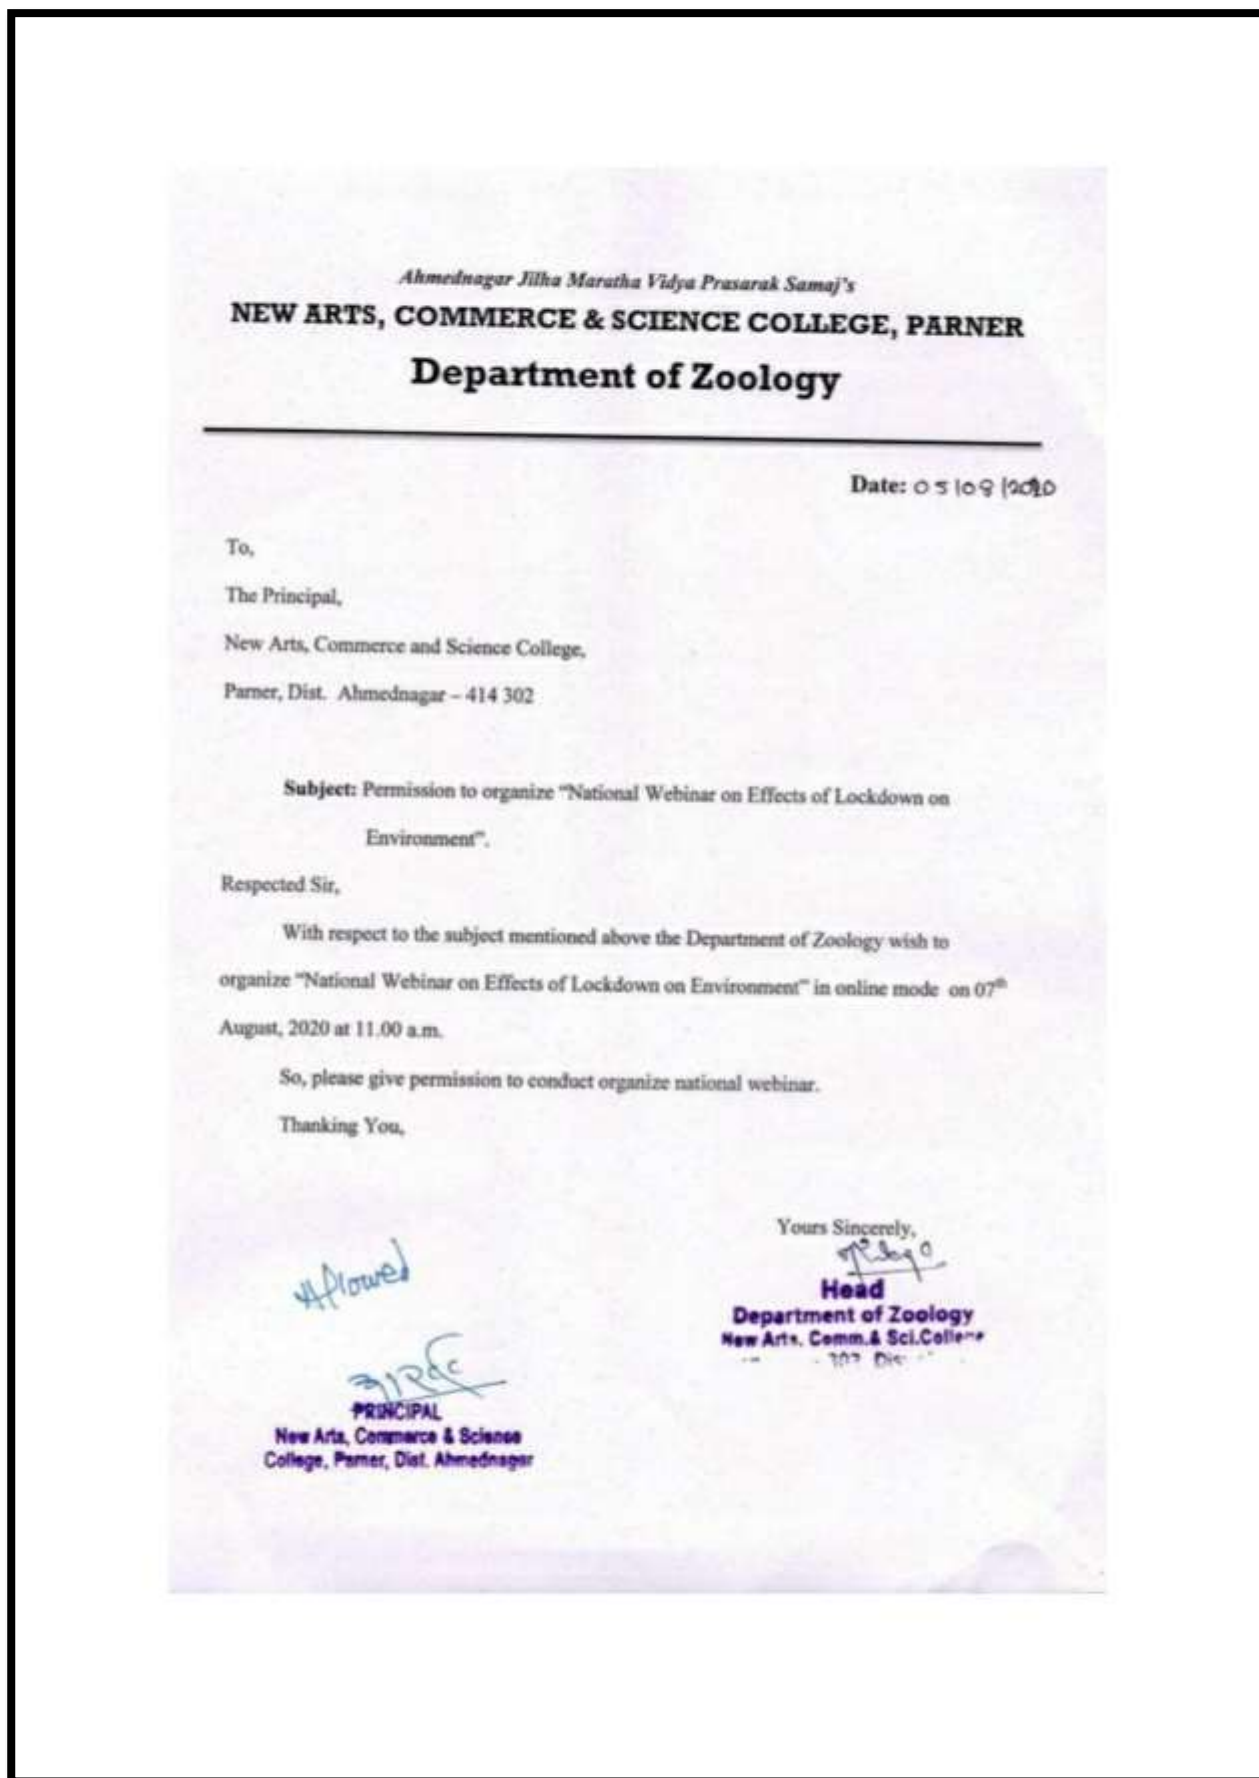 Ahmednagar Jilha Maratha Vidya Prasarak Samaj's
NEW ARTS, COMMERCE & SCIENCE COLLEGE, PARNER
Department of Zoology
Date: 05/08/2020
To,
The Principal,
New Arts, Commerce and Science College,
Parner, Dist. Ahmednagar – 414 302
Subject: Permission to organize “National Webinar on Effects of Lockdown on
Environment”.
Respected Sir,
With respect to the subject mentioned above the Department of Zoology wish to
organize “National Webinar on Effects of Lockdown on Environment” in online mode on 07th
August, 2020 at 11.00 a.m.
So, please give permission to conduct organize national webinar.
Thanking You,
Yours Sincerely,
Head
Department of Zoology
New Arts, Comm.& Sci.College
Allowed
PRINCIPAL
New Arts, Commerce & Science
College, Parner, Dist. Ahmednagar